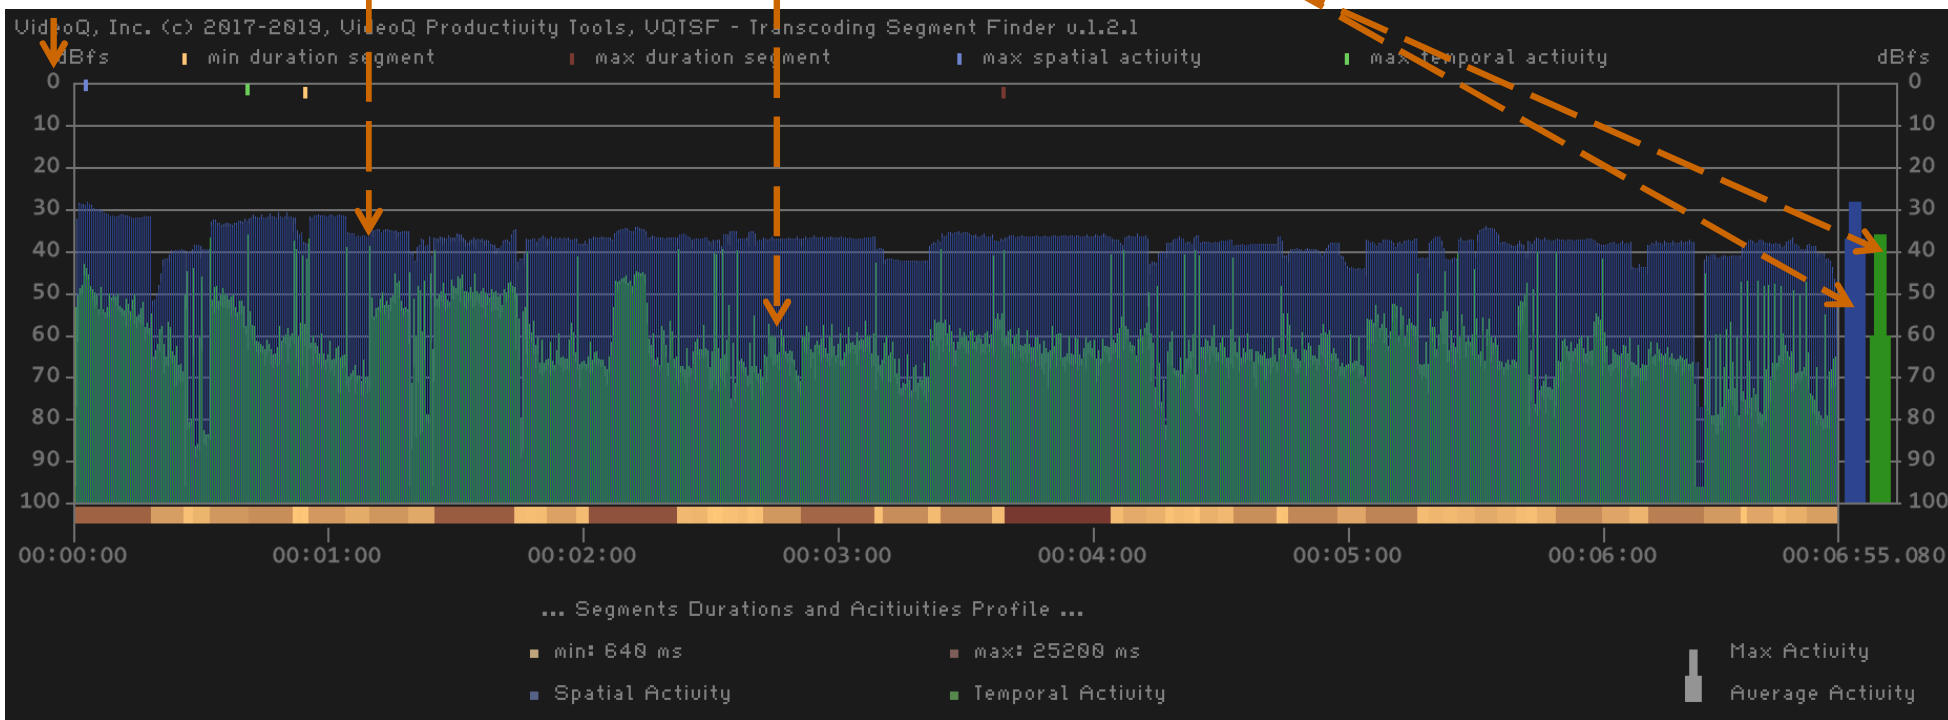 VideoQ, Inc. (c) 2017-2019, VideoQ Productivity Tools, VQTSF - Transcoding Segment Finder v.1.2.1
dBfs min duration segment max duration segment max spatial activity max temporal activity dBfs
0 0
10 10
20 20
30 30
40 40
50 50
60 60
70 70
80 80
90 90
100 100
00:00:00 00:01:00 00:02:00 00:03:00 00:04:00 00:05:00 00:06:00 00:06:55.080
... Segments Durations and Acitivities Profile ...
min: 640 ms max: 25200 ms Max Activity
Spatial Activity Temporal Activity Average Activity